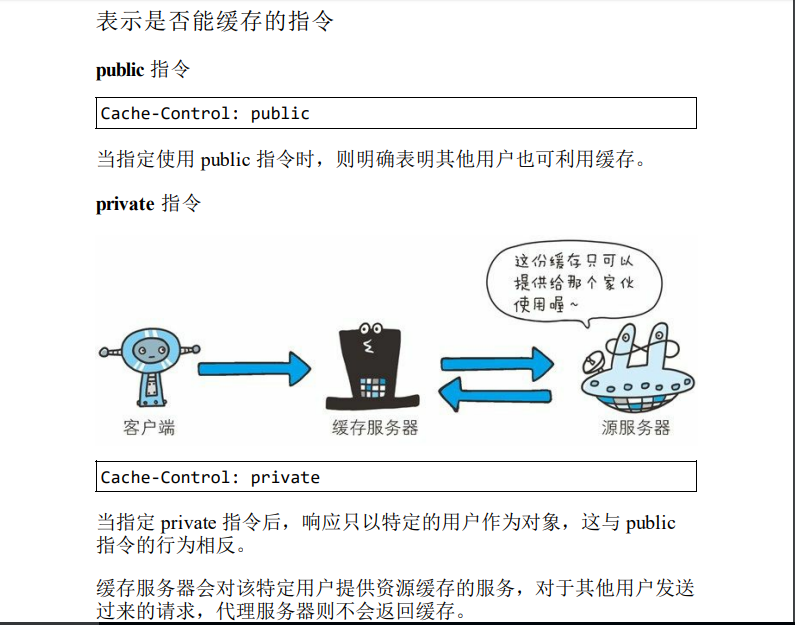 表示是否能缓存的指令
public 指令
Cache-Control: public
当指定使用 public 指令时，则明确表明其他用户也可利用缓存。
private 指令
这份缓存只可以
提供给那个家伙
使用喔～
客户端
缓存服务器
源服务器
Cache-Control: private
当指定 private 指令后，响应只以特定的用户作为对象，这与 public
指令的行为相反。
缓存服务器会对该特定用户提供资源缓存的服务，对于其他用户发送
过来的请求，代理服务器则不会返回缓存。